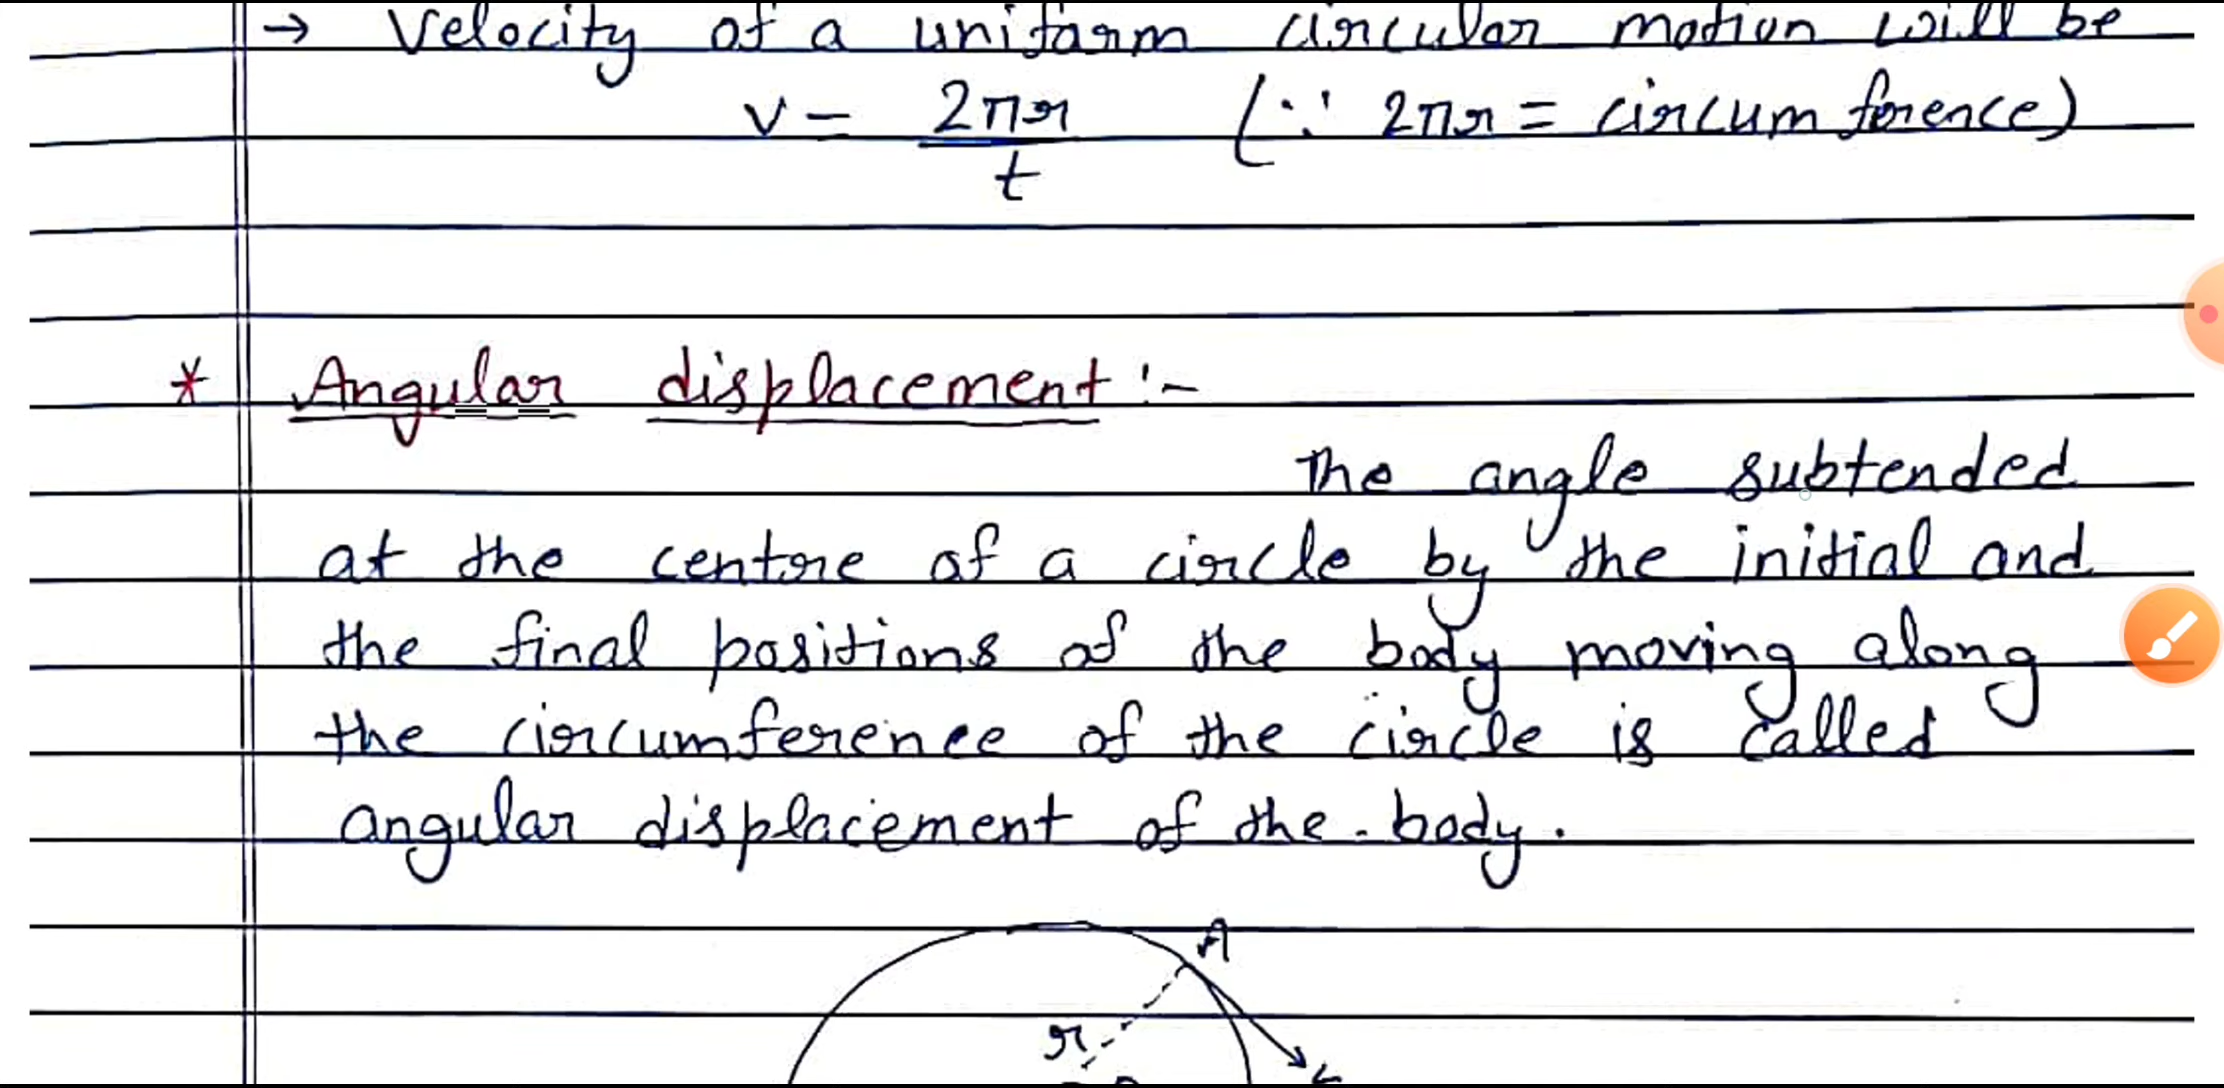 → Velocity of a uniform circular motion will be
v = 2πr / t (∵ 2πr = circumference)
* Angular displacement :-
The angle subtended
at the centre of a circle by the initial and
the final positions of the body moving along
the circumference of the circle is called
angular displacement of the body.
A
r